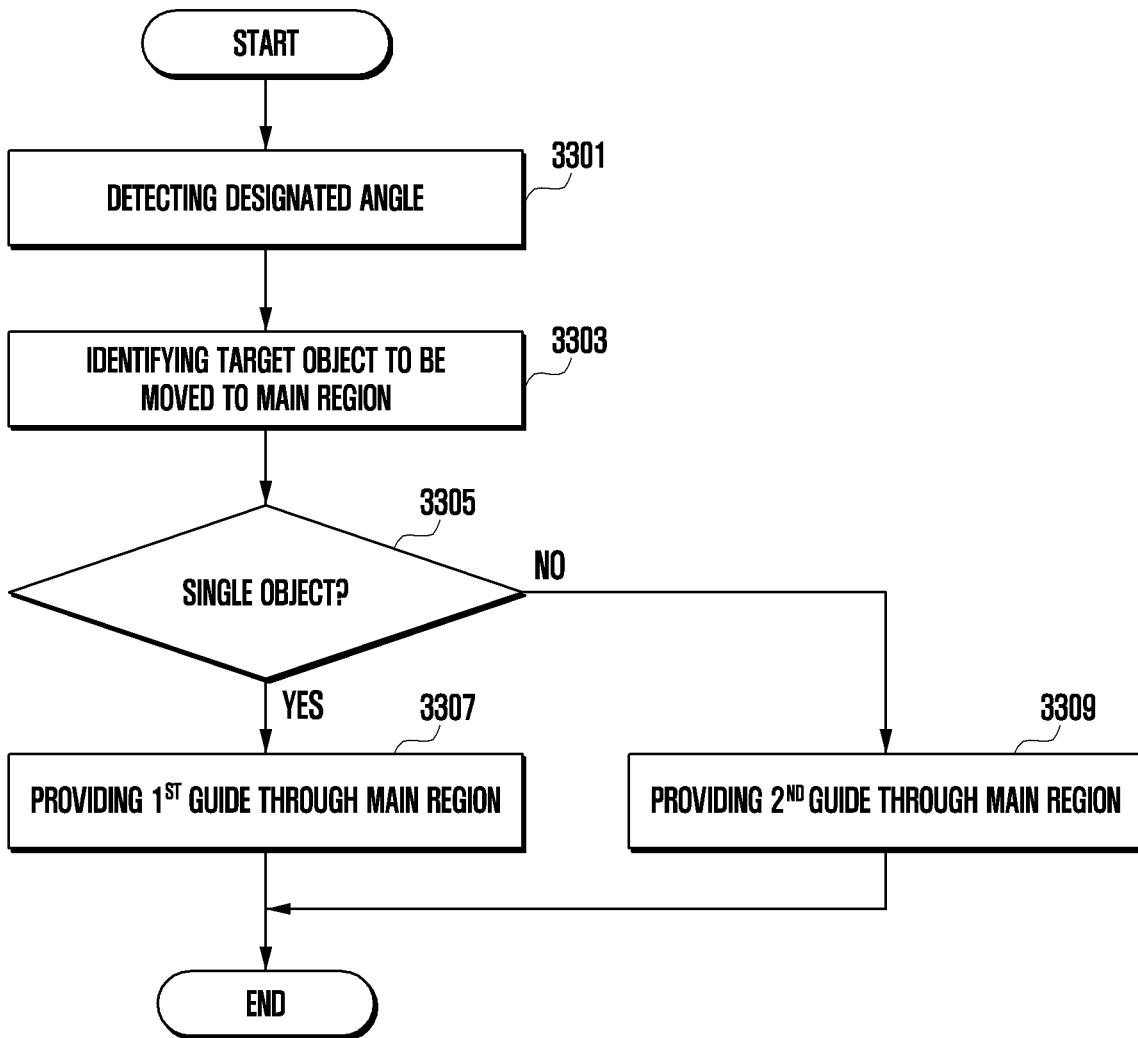 START
3301
DETECTING DESIGNATED ANGLE
3303
IDENTIFYING TARGET OBJECT TO BE
MOVED TO MAIN REGION
3305
SINGLE OBJECT?
NO
YES
3307
PROVIDING 1ST GUIDE THROUGH MAIN REGION
3309
PROVIDING 2ND GUIDE THROUGH MAIN REGION
END